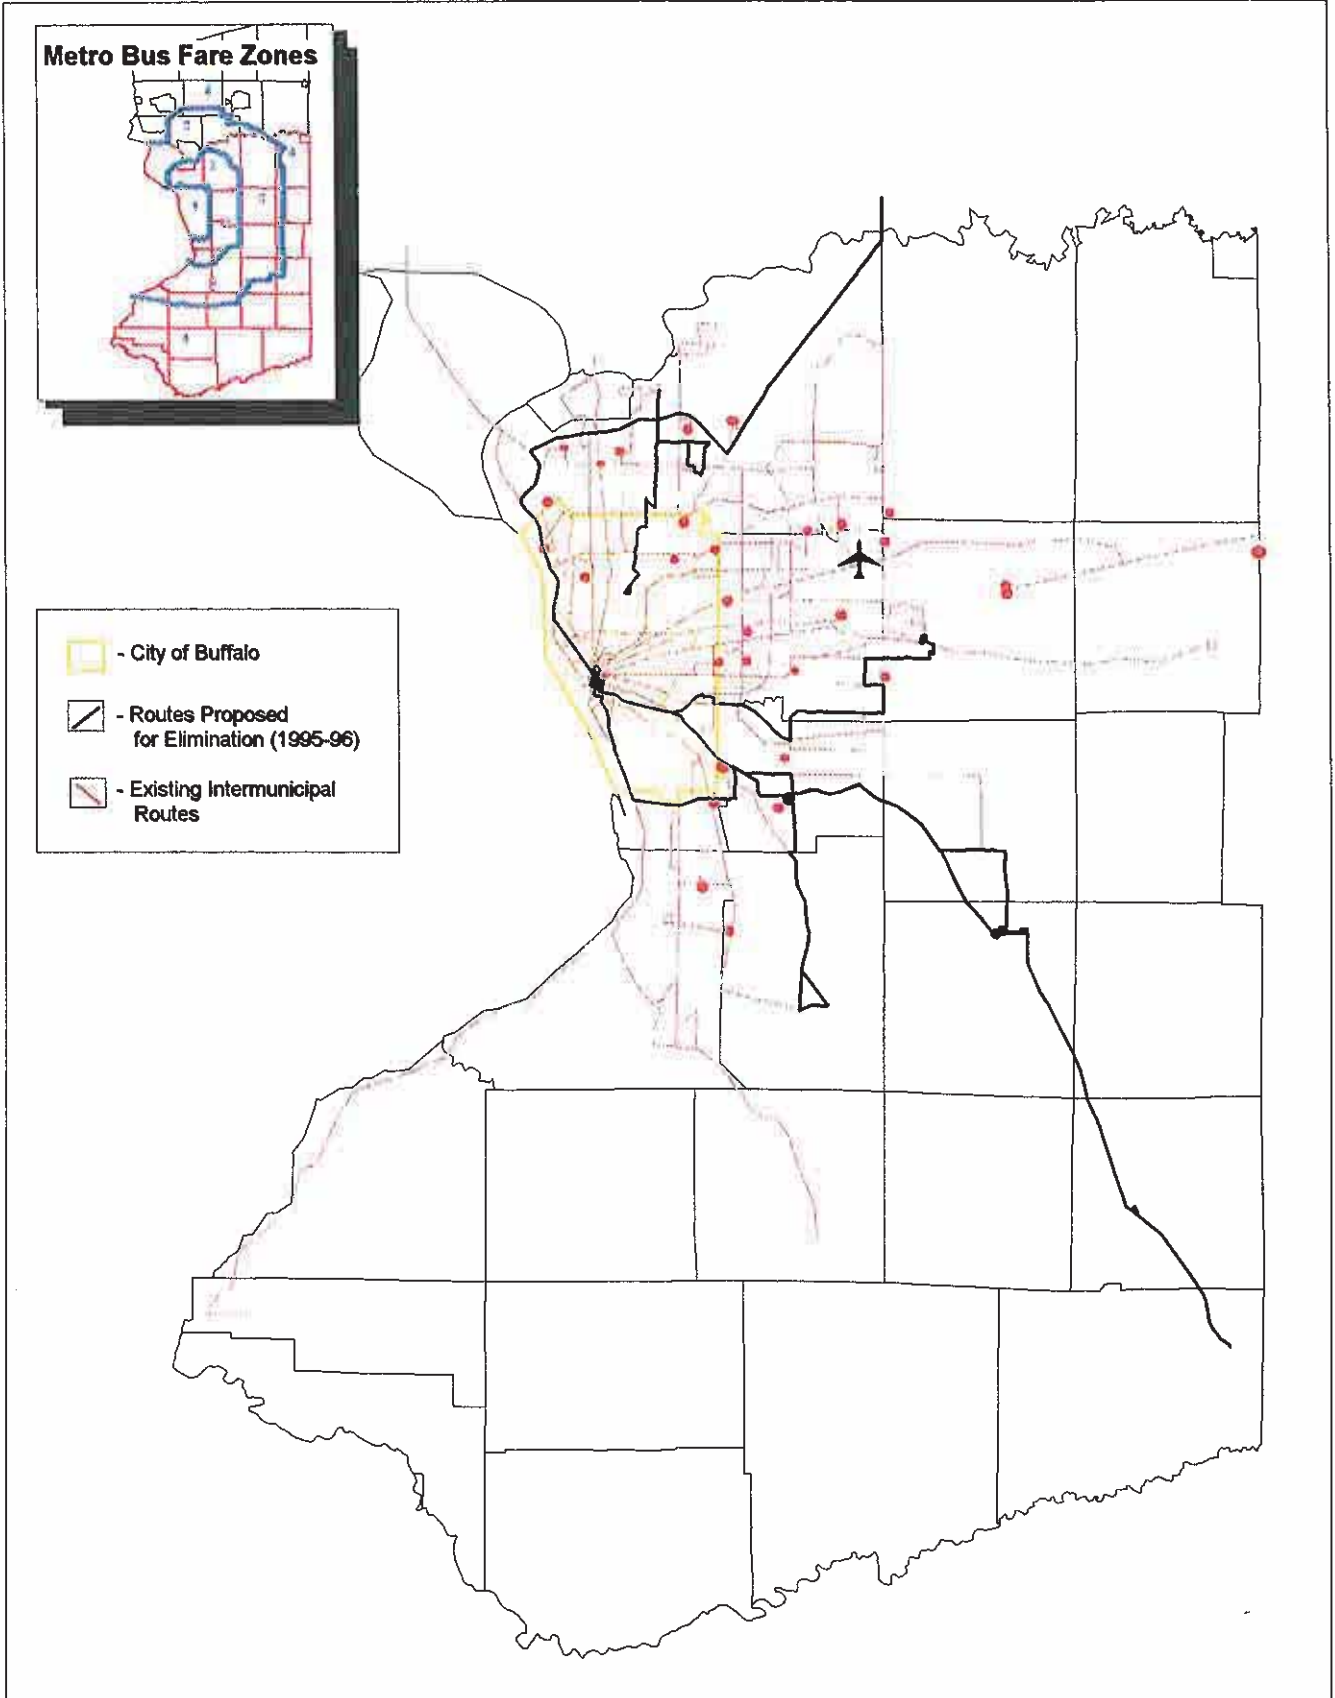 Metro Bus Fare Zones
- City of Buffalo
- Routes Proposed
for Elimination (1995-96)
- Existing Intermunicipal
Routes